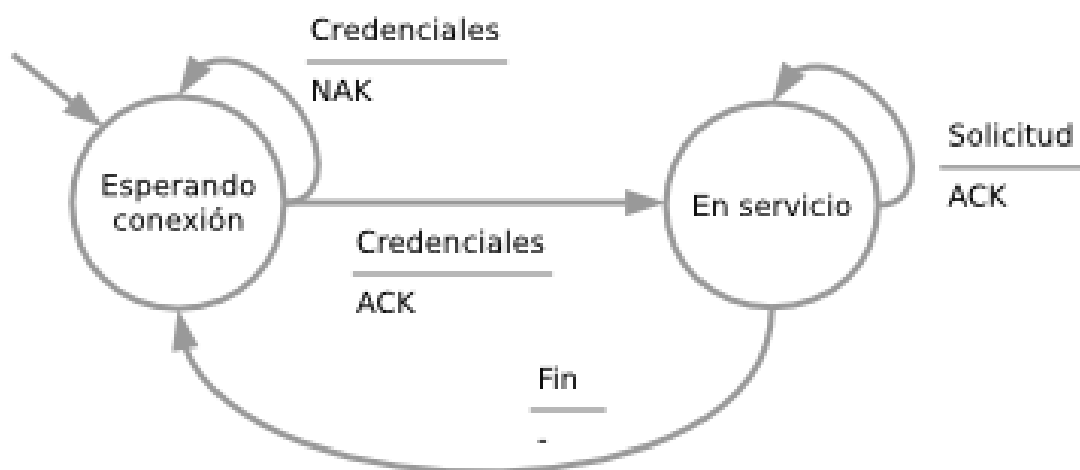 Credenciales
NAK
Solicitud
ACK
Esperando
conexión
En servicio
Credenciales
ACK
Fin
-